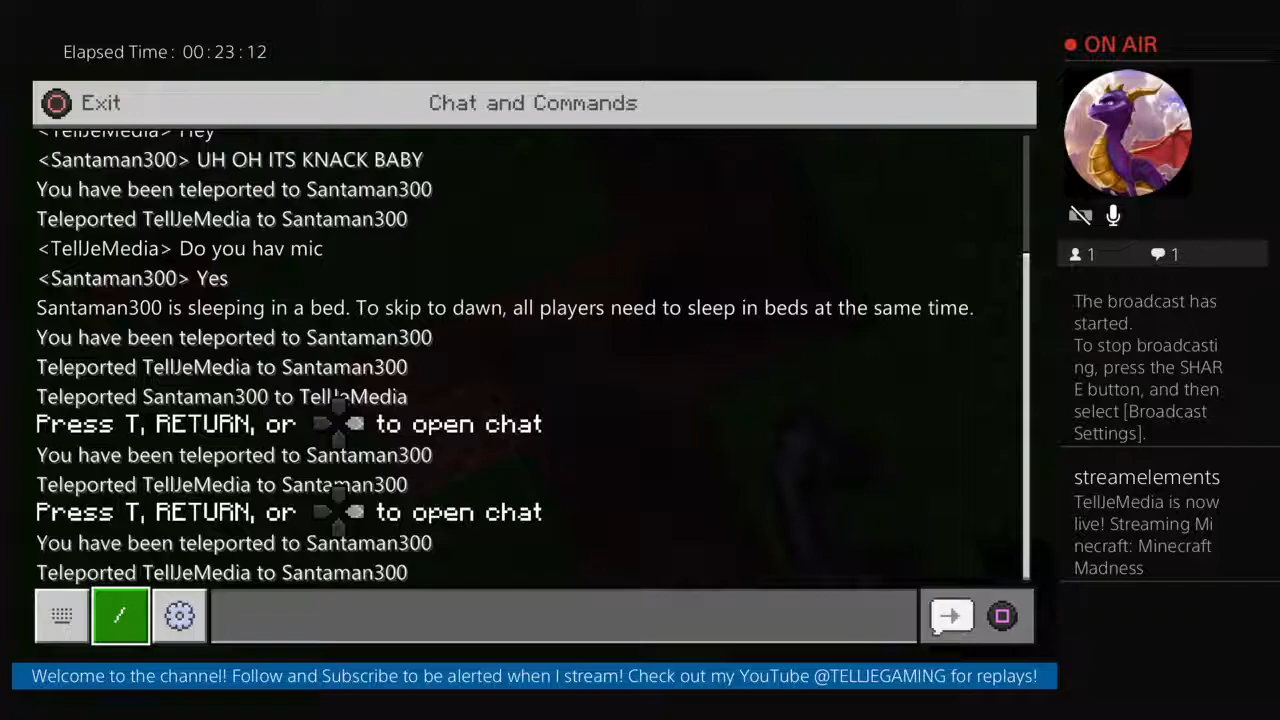 Elapsed Time: 00:23:12
ON AIR
Exit
Chat and Commands
<TellJeMedia> Hey
<Santaman300> UH OH ITS KNACK BABY
You have been teleported to Santaman300
Teleported TellJeMedia to Santaman300
<TellJeMedia> Do you hav mic
<Santaman300> Yes
Santaman300 is sleeping in a bed. To skip to dawn, all players need to sleep in beds at the same time.
You have been teleported to Santaman300
Teleported TellJeMedia to Santaman300
Teleported Santaman300 to TellJeMedia
Press T, RETURN, or to open chat
You have been teleported to Santaman300
Teleported TellJeMedia to Santaman300
Press T, RETURN, or to open chat
You have been teleported to Santaman300
Teleported TellJeMedia to Santaman300
/
1 1
The broadcast has
started.
To stop broadcasti
ng, press the SHAR
E button, and then
select [Broadcast
Settings].
streamelements
TellJeMedia is now
live! Streaming Mi
necraft: Minecraft
Madness
Welcome to the channel! Follow and Subscribe to be alerted when I stream! Check out my YouTube @TELLJEGAMING for replays!